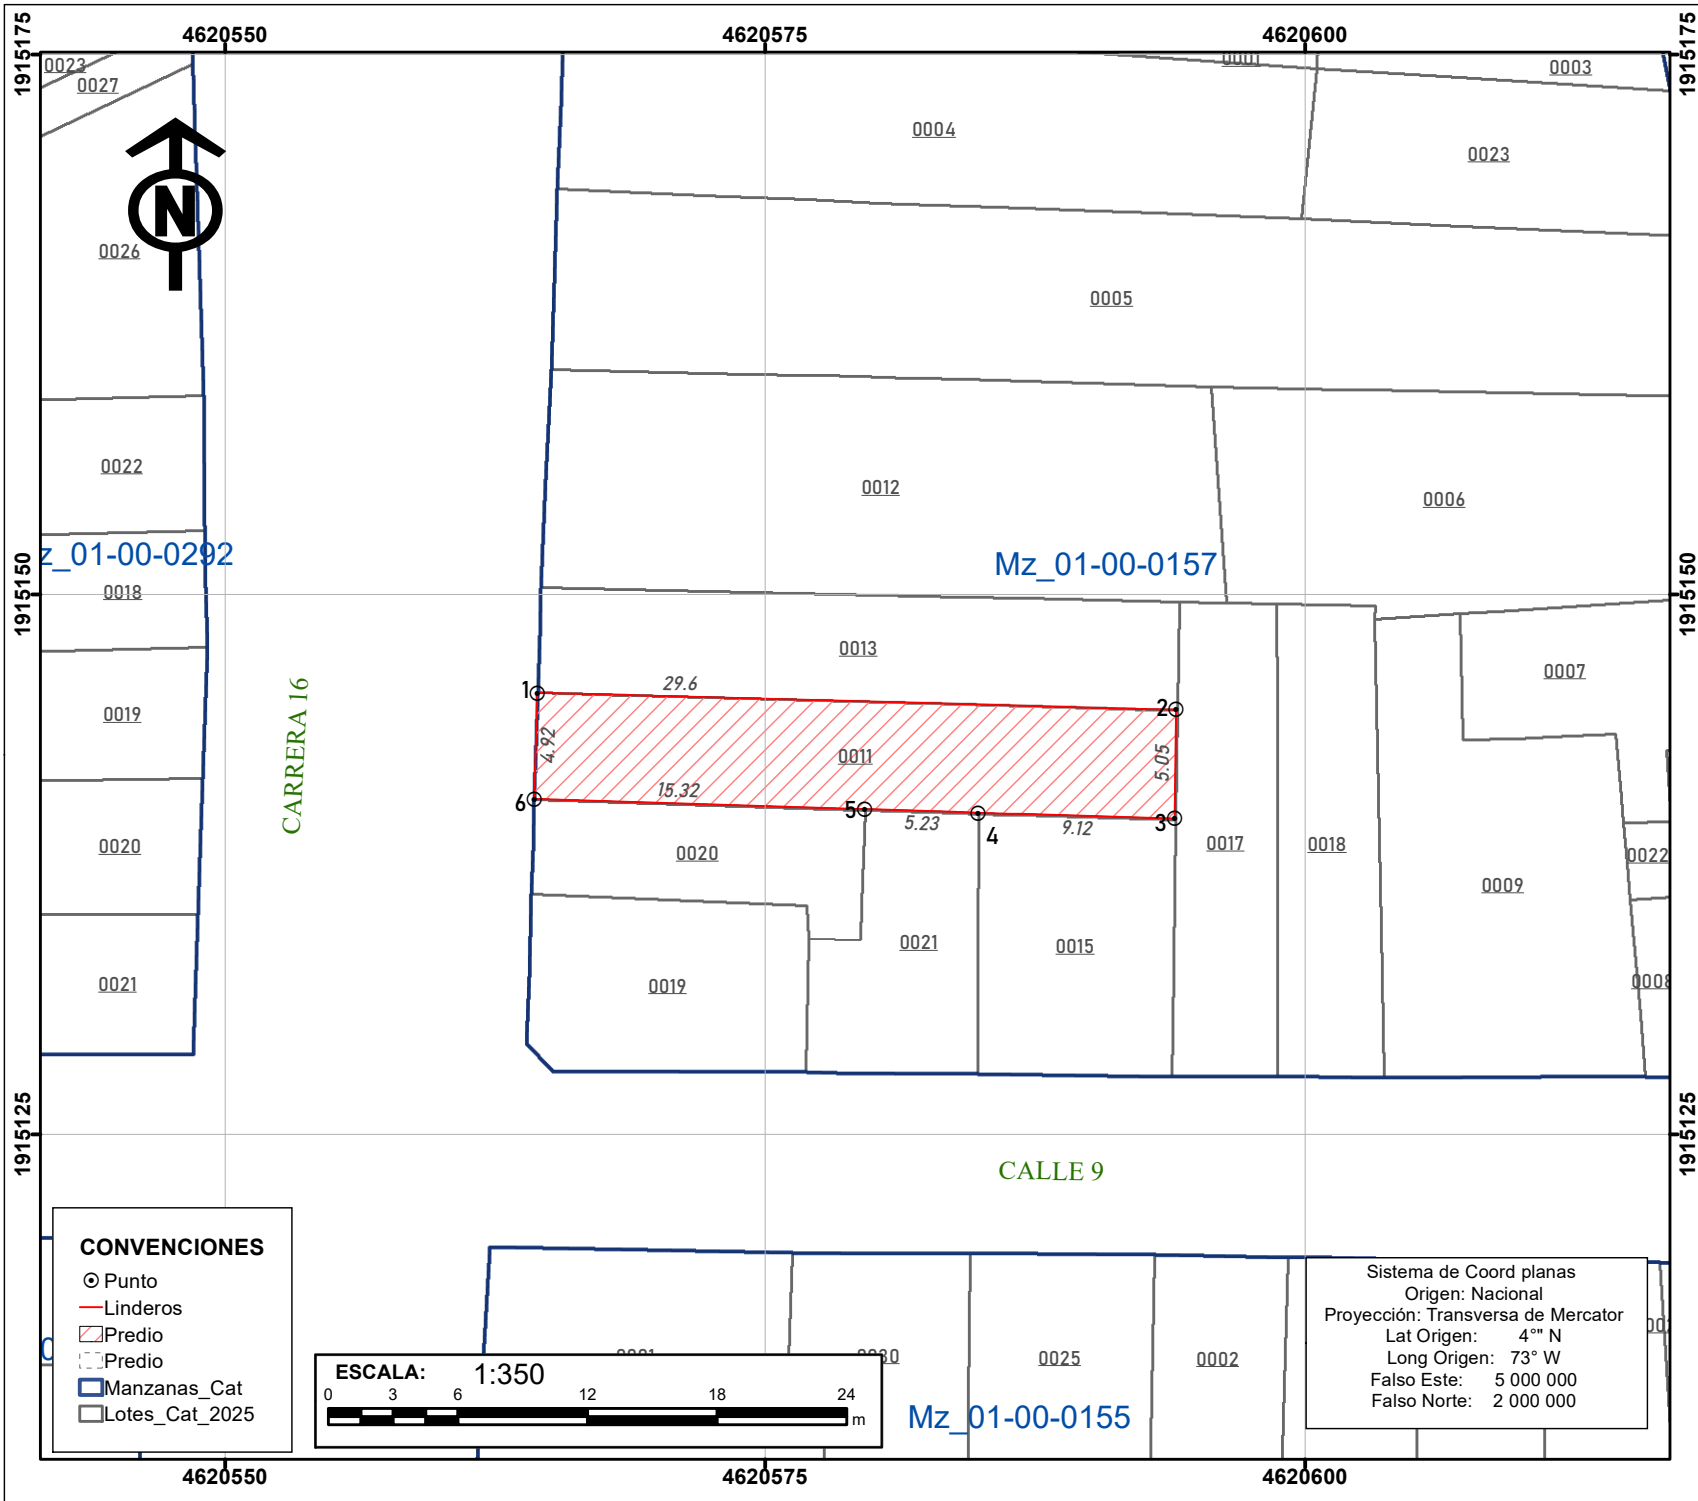 4620550
4620575
4620600
1915175
1915175
0023
0027
0001
0003
0004
0023
N
0026
0005
0022
0012
0006
z_01-00-0292
Mz_01-00-0157
1915150
1915150
0018
0013
0007
29.6
1
2
CARRERA 16
0019
4.92
0011
5.05
15.32
6
5
5.23
4
9.12
3
0020
0020
0017
0018
0022
0009
0021
0015
0021
0019
0008
1915125
1915125
CALLE 9
CONVENCIONES
Punto
Linderos
Predio
Predio
Manzanas_Cat
Lotes_Cat_2025
ESCALA: 1:350
0 3 6 12 18 24
m
0025
0002
Mz_01-00-0155
Sistema de Coord planas
Origen: Nacional
Proyección: Transversa de Mercator
Lat Origen: 4°" N
Long Origen: 73° W
Falso Este: 5 000 000
Falso Norte: 2 000 000
4620550
4620575
4620600